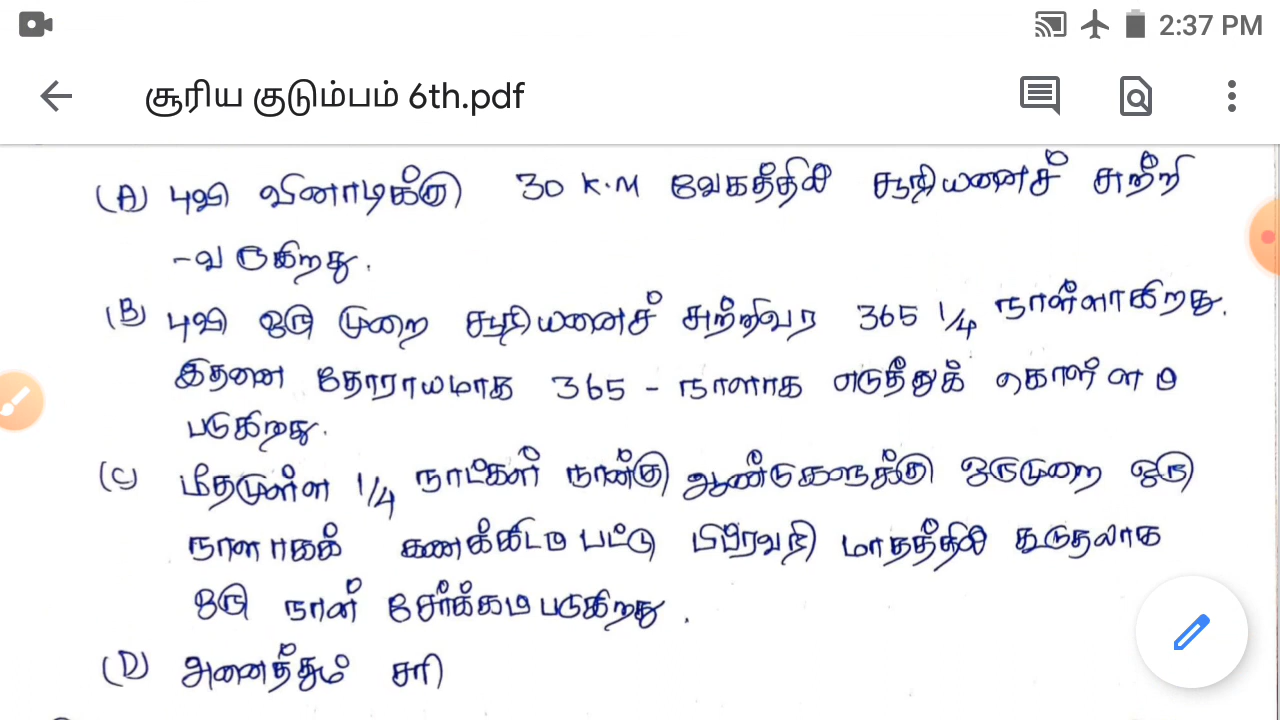 2:37 PM
சூரிய குடும்பம் 6th.pdf
(A) புவி வினாடிக்கு 30 K.M வேகத்தில் சூரியனைச் சுற்றி
-வருகிறது.
(B) புவி ஒரு முறை சூரியனைச் சுற்றிவர 365 1/4 நாள்ளாகிறது.
இதனை தோராயமாக 365 - நாளாக எடுத்துக் கொள்ளப்
படுகிறது.
(C) மீதமுள்ள 1/4 நாட்கள் நான்கு ஆண்டுகளுக்கு ஒருமுறை ஒரு
நாளாகக் கணக்கிடப்பட்டு பிப்ரவரி மாதத்தில் கூடுதலாக
ஒரு நாள் சேர்க்கப்படுகிறது.
(D) அனைத்தும் சரி